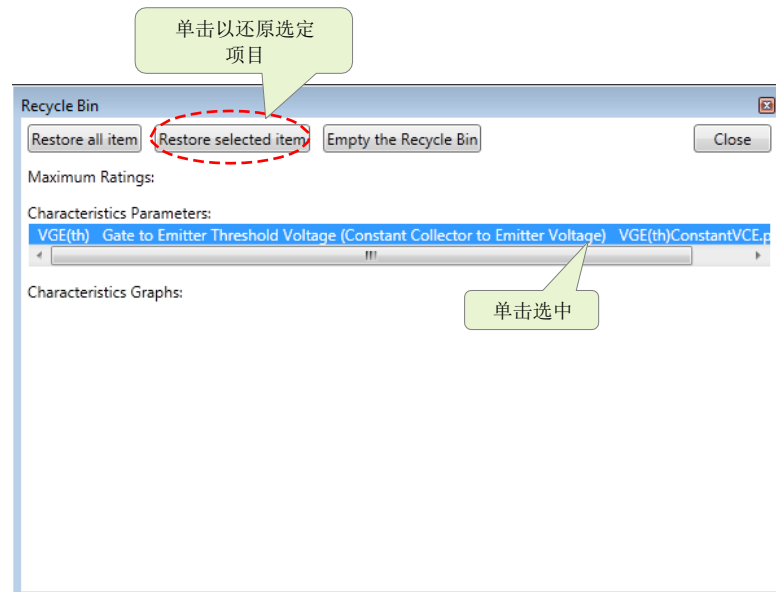 单击以还原选定
项目
Recycle Bin
Restore all item Restore selected item Empty the Recycle Bin Close
Maximum Ratings:
Characteristics Parameters:
VGE(th) Gate to Emitter Threshold Voltage (Constant Collector to Emitter Voltage) VGE(th)ConstantVCE.p
Characteristics Graphs:
单击选中